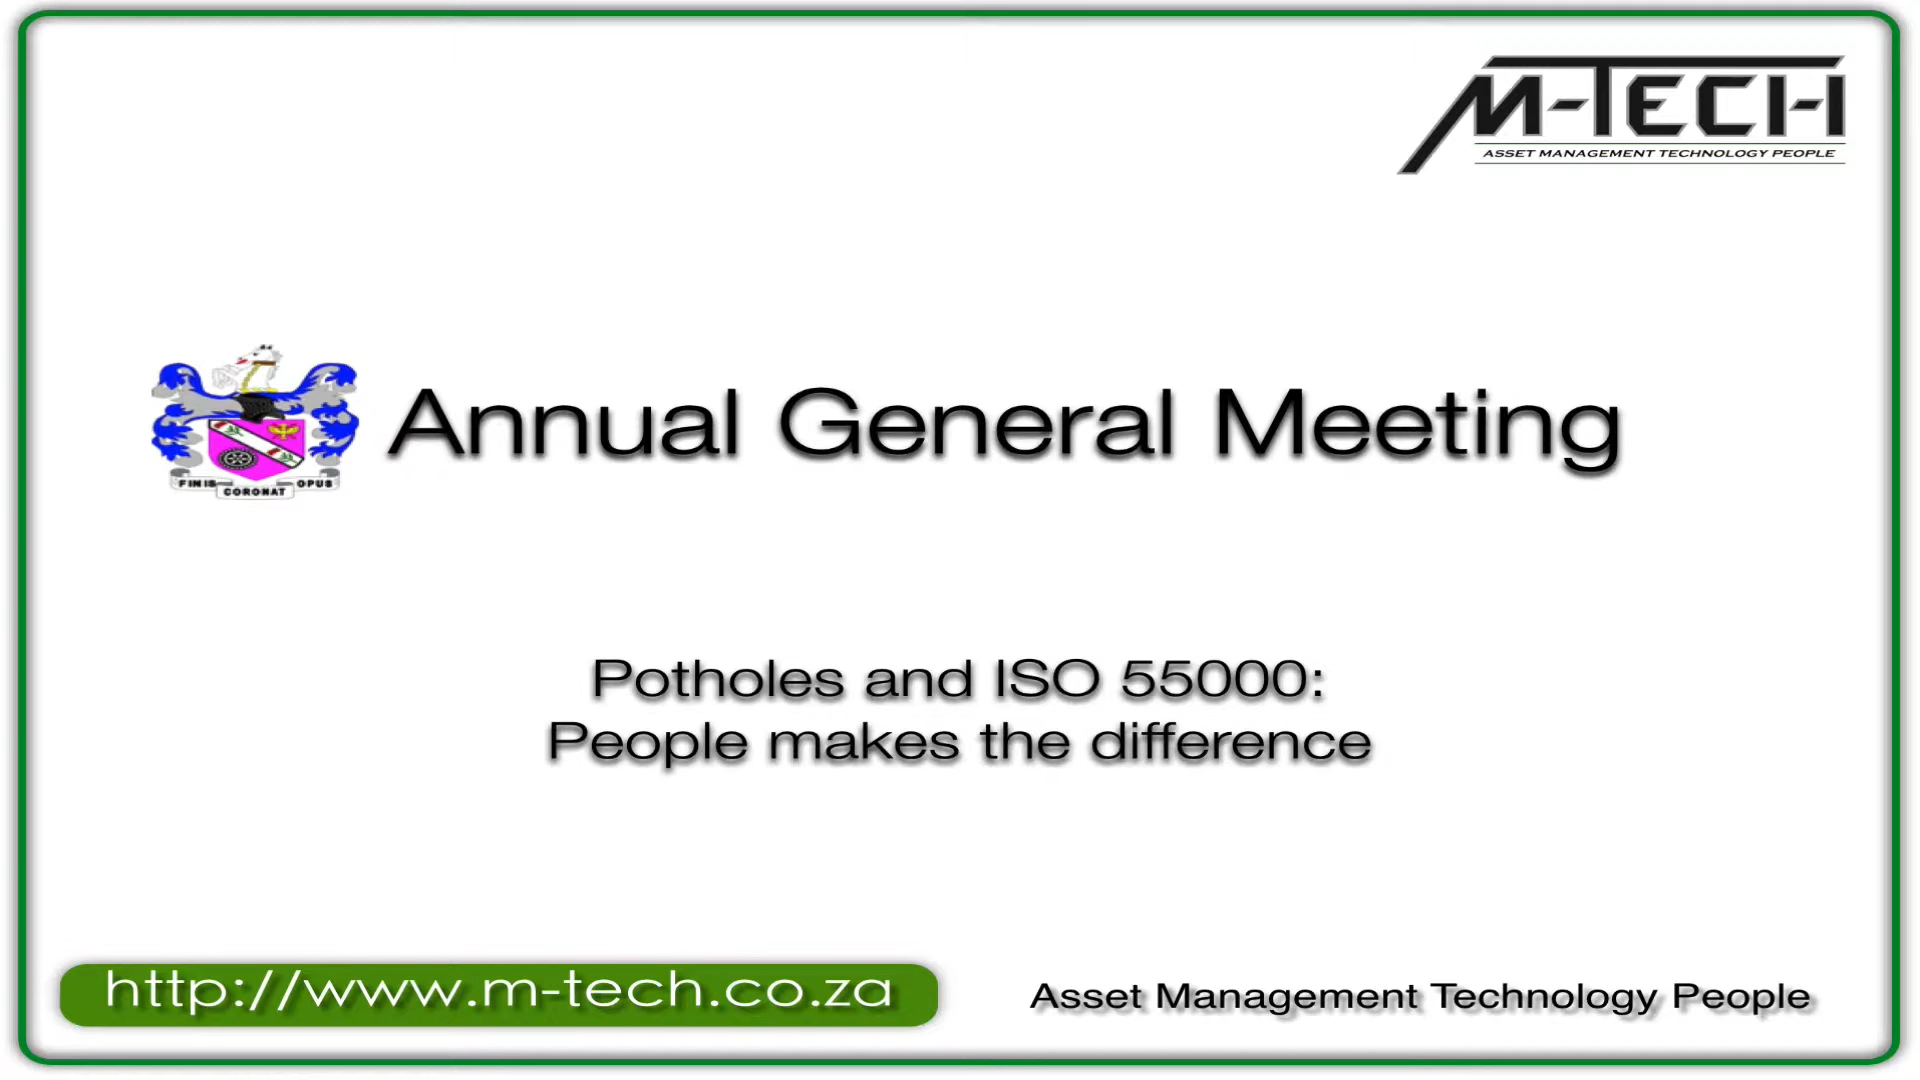 M-TECH
ASSET MANAGEMENT TECHNOLOGY PEOPLE
Annual General Meeting
FINIS CORONAT OPUS
Potholes and ISO 55000:
People makes the difference
http://www.m-tech.co.za
Asset Management Technology People